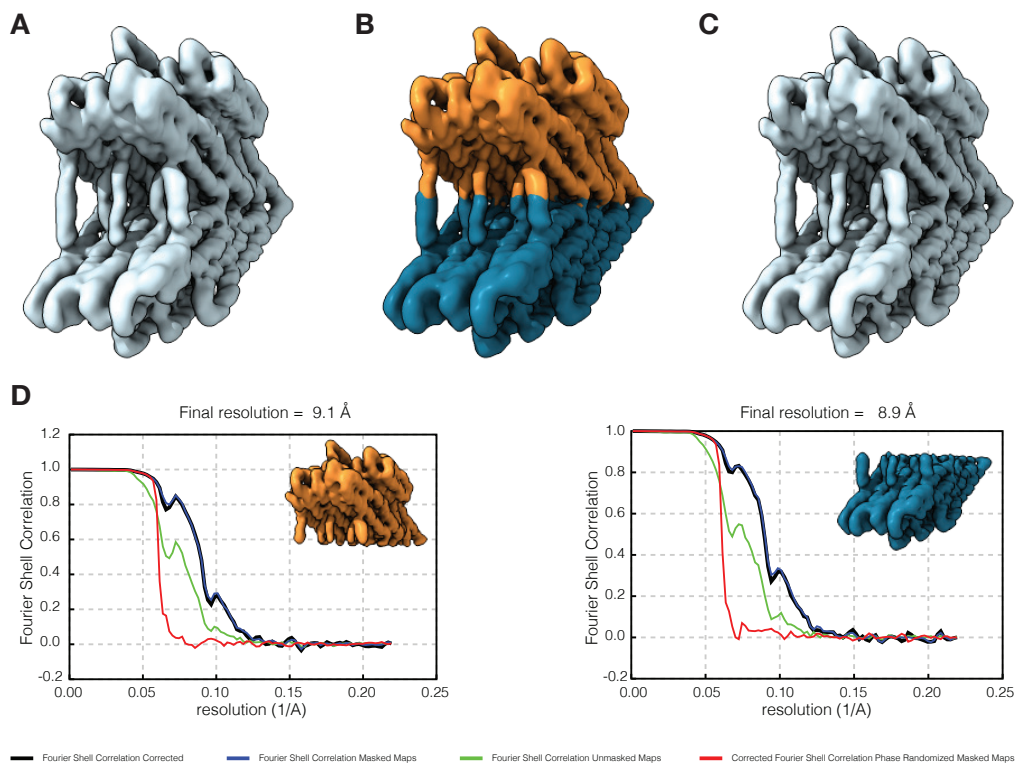 A
B
C
D
Final resolution = 9.1 Å
Fourier Shell Correlation
1.2
1.0
0.8
0.6
0.4
0.2
0.0
-0.2
0.00
0.05
0.10
0.15
0.20
0.25
resolution (1/A)
Final resolution = 8.9 Å
Fourier Shell Correlation
1.0
0.8
0.6
0.4
0.2
0.0
-0.2
0.00
0.05
0.10
0.15
0.20
0.25
resolution (1/A)
Fourier Shell Correlation Corrected
Fourier Shell Correlation Masked Maps
Fourier Shell Correlation Unmasked Maps
Corrected Fourier Shell Correlation Phase Randomized Masked Maps